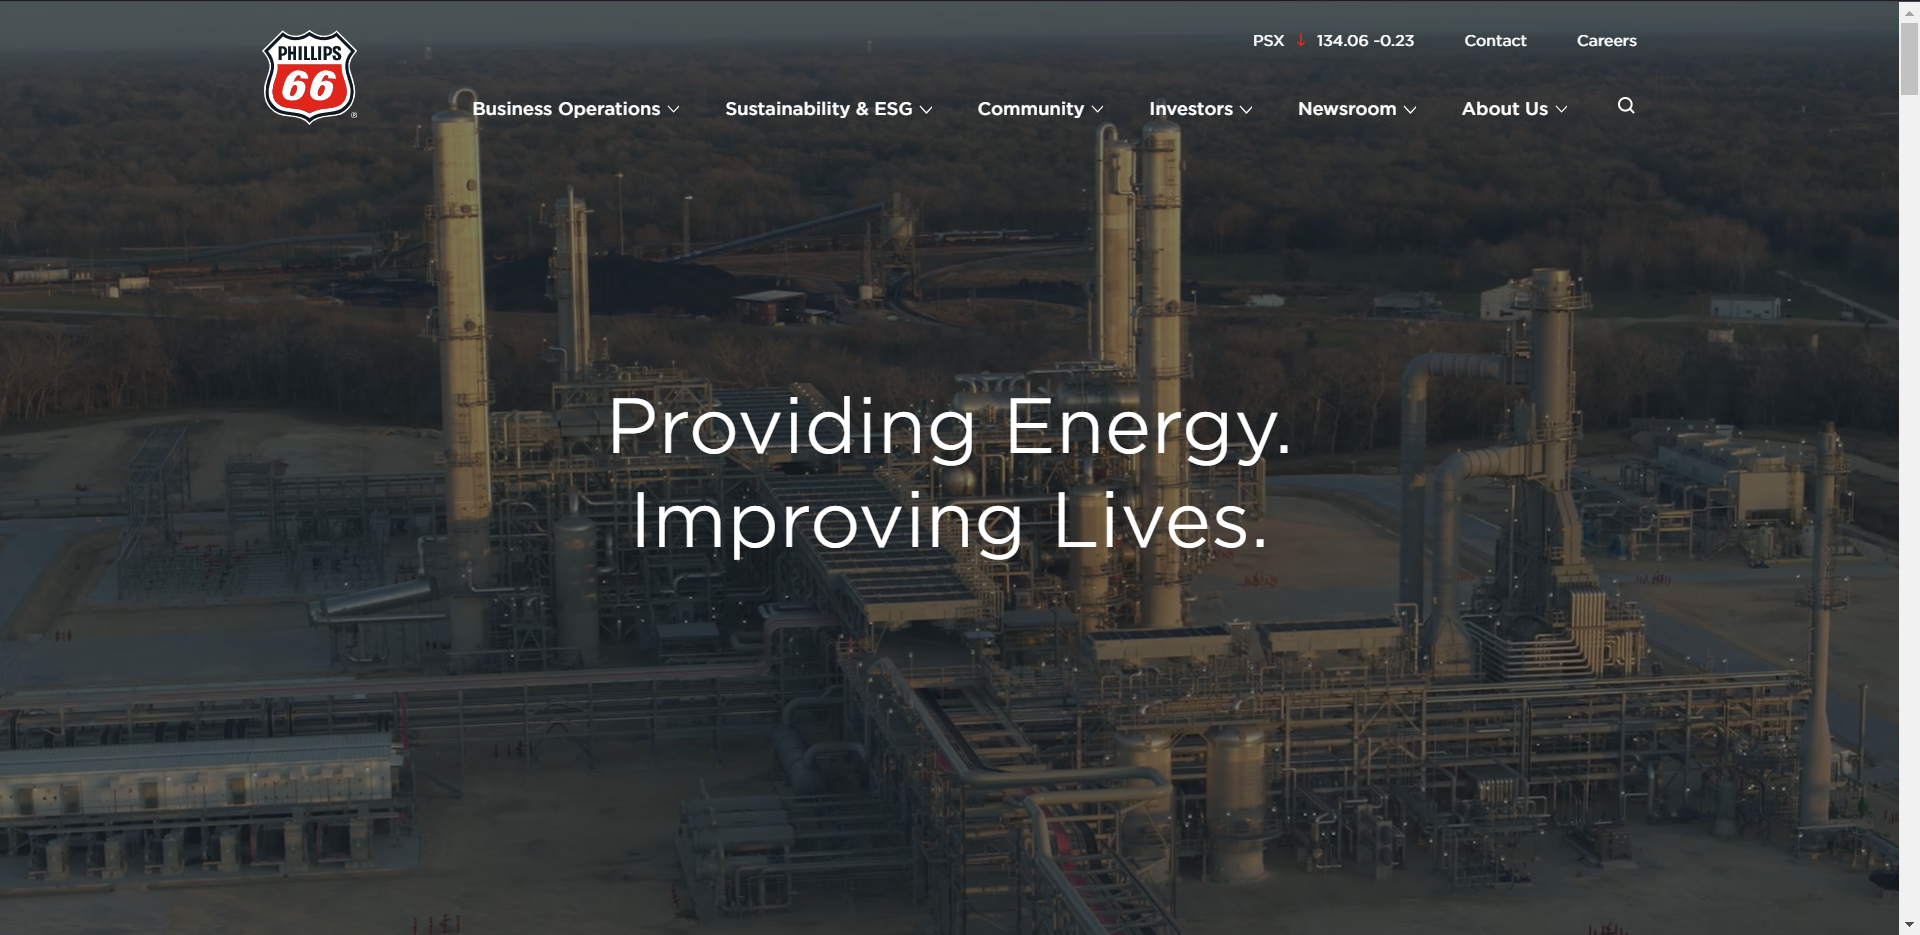 PSX 134.06 -0.23 Contact Careers
PHILLIPS
66
®
Business Operations Sustainability & ESG Community Investors Newsroom About Us
Providing Energy.
Improving Lives.